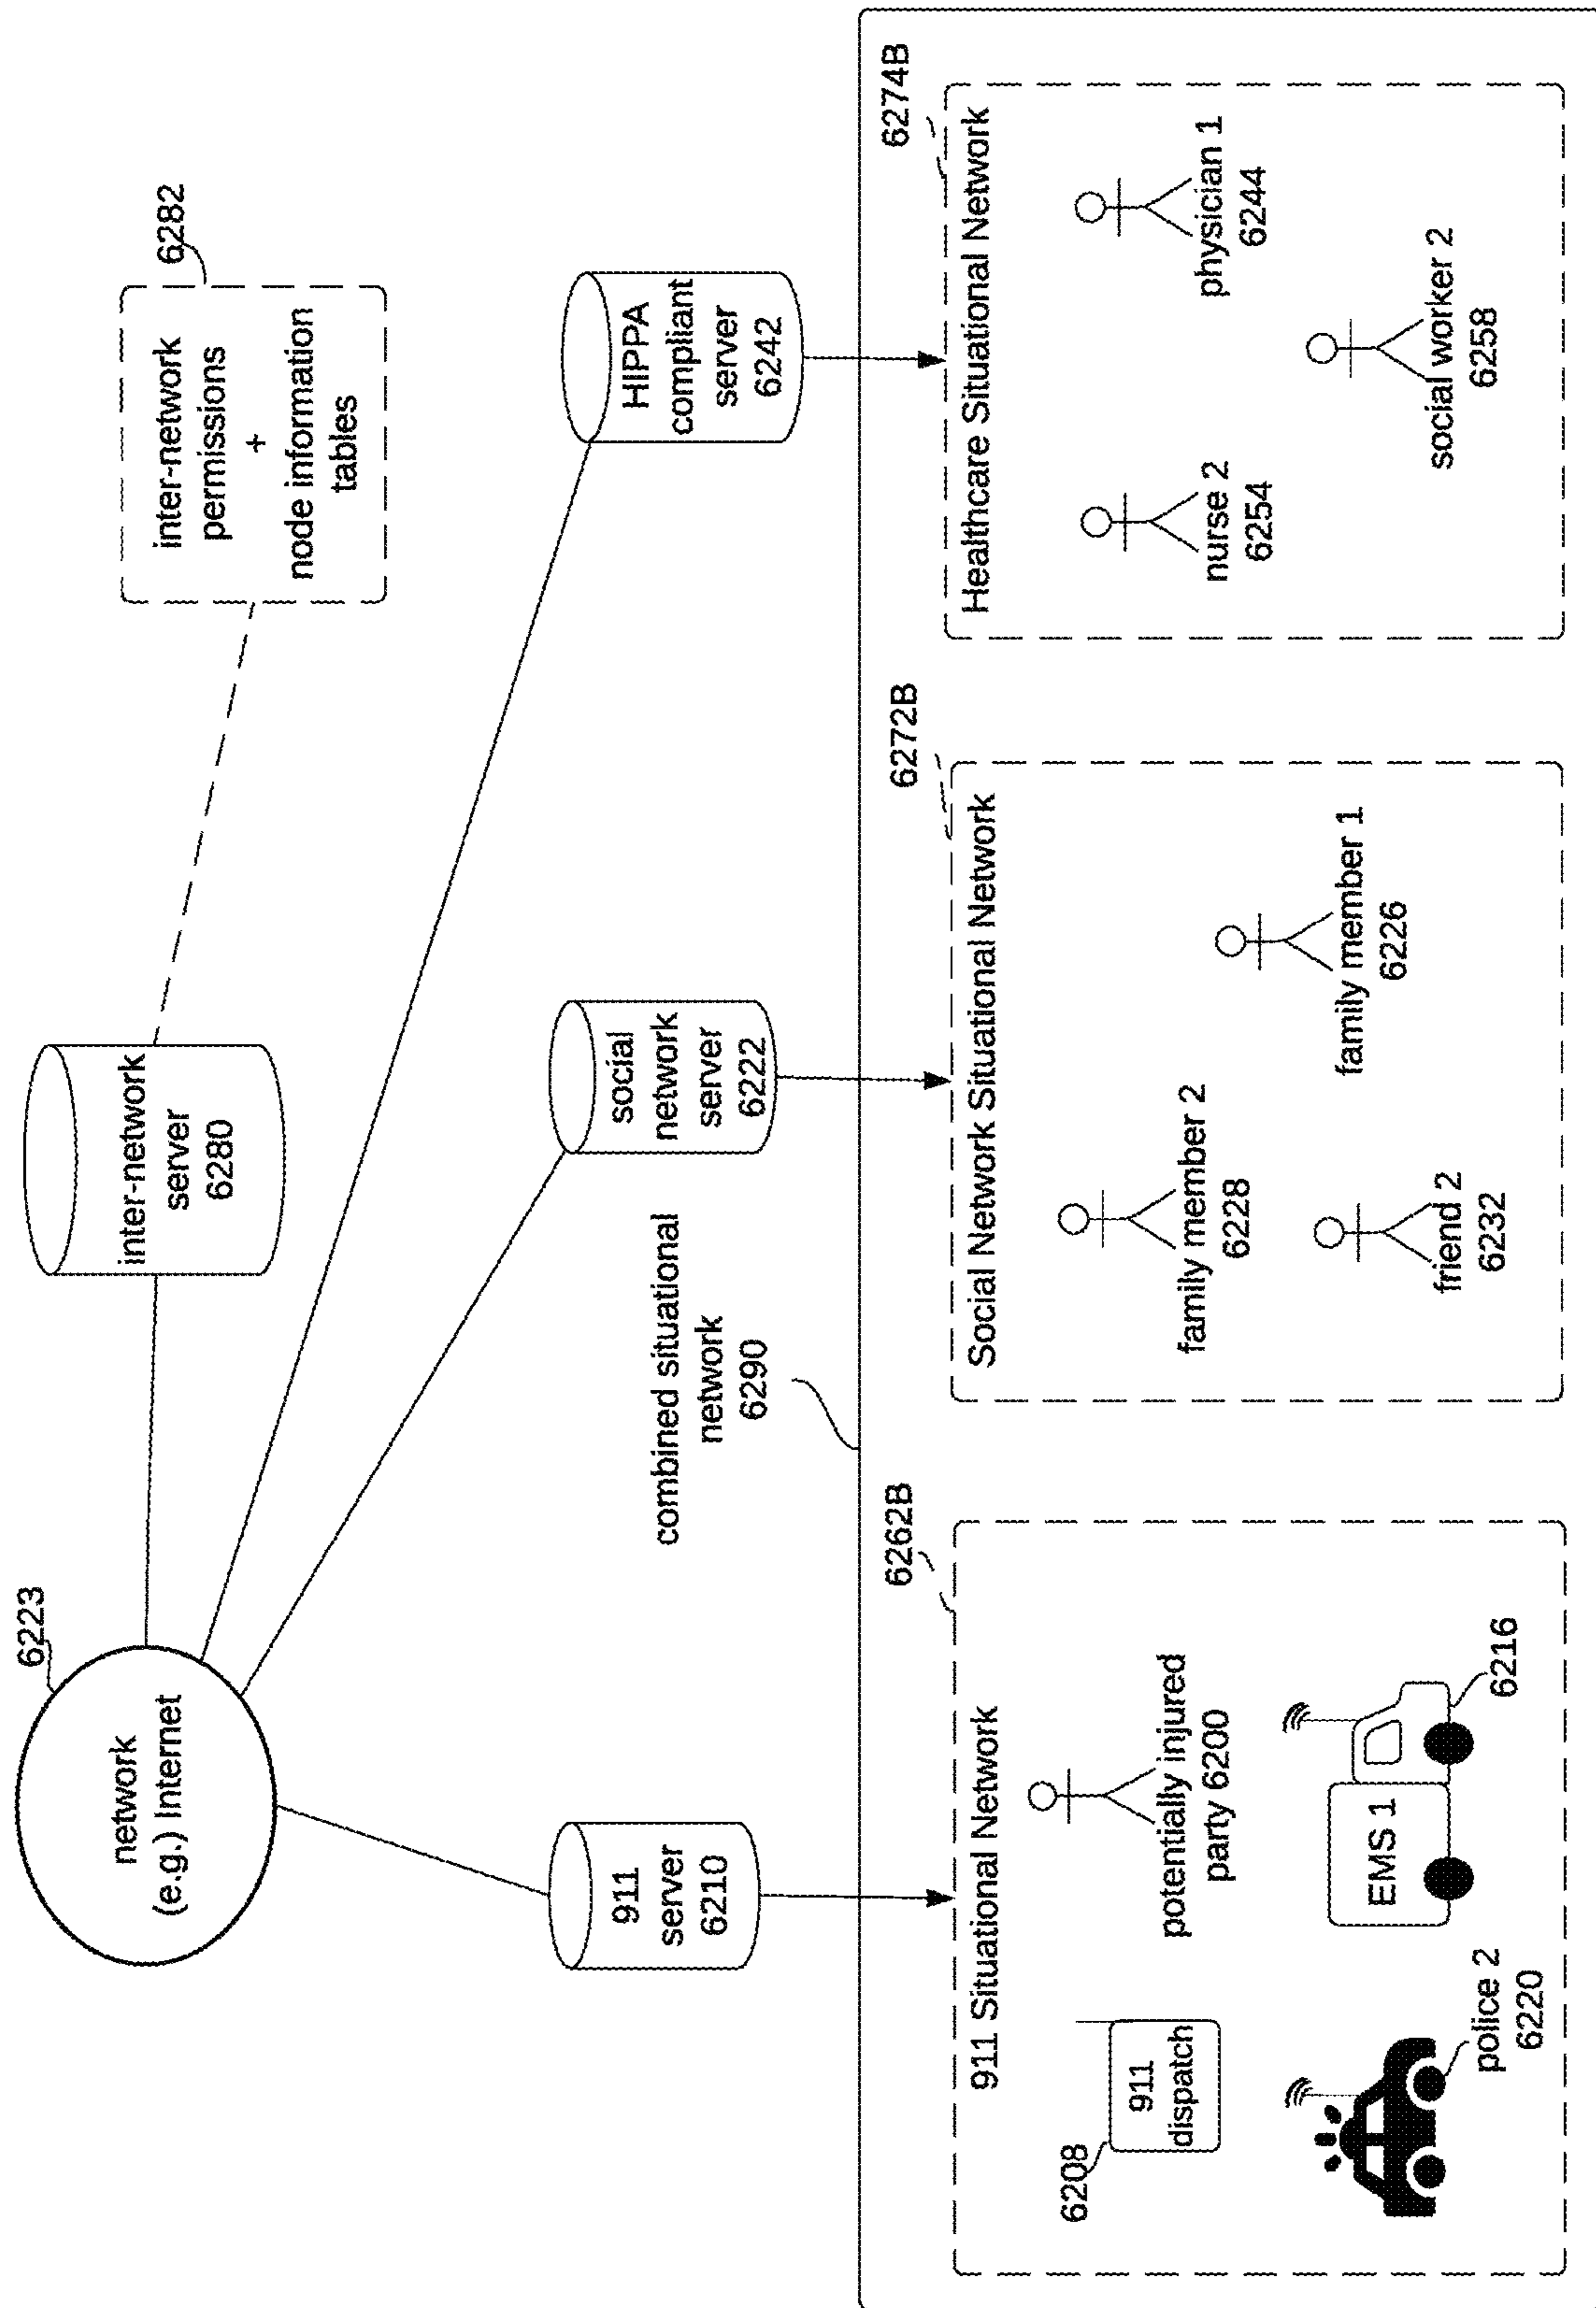 6223
network
(e.g.) Internet
inter-network
server
6280
6282
inter-network
permissions
+
node information
tables
911
server
6210
social
network
server
6222
HIPPA
compliant
server
6242
combined situational
network
6290
6262B
911 Situational Network
6208
911
dispatch
potentially injured
party 6200
police 2
6220
EMS 1
6216
6272B
Social Network Situational Network
family member 2
6228
family member 1
6226
friend 2
6232
6274B
Healthcare Situational Network
nurse 2
6254
physician 1
6244
social worker 2
6258